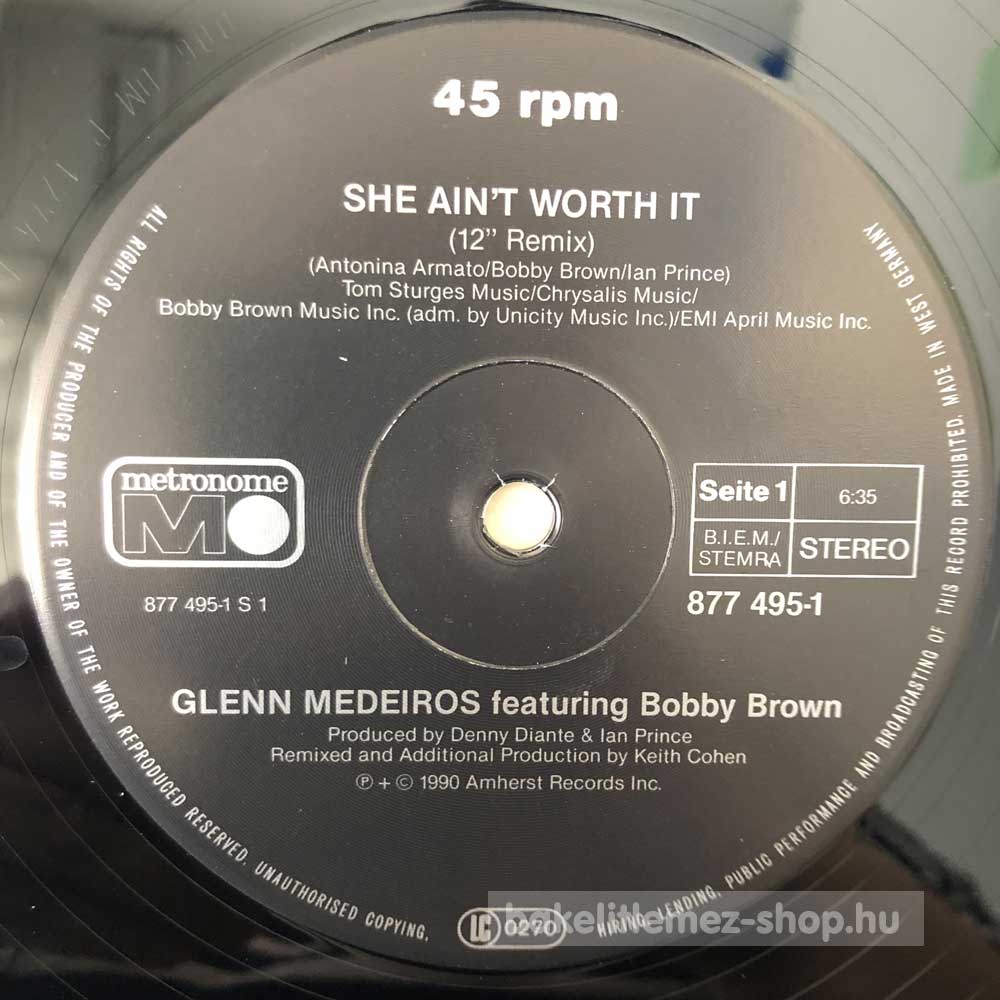 45 rpm
SHE AIN'T WORTH IT
(12” Remix)
(Antonina Armato/Bobby Brown/Ian Prince)
Tom Sturges Music/Chrysalis Music/
Bobby Brown Music Inc. (adm. by Unicity Music Inc.)/EMI April Music Inc.
metronome
M
Seite 1
6:35
B.I.E.M./
STEMRA
STEREO
877 495-1 S 1
877 495-1
GLENN MEDEIROS featuring Bobby Brown
Produced by Denny Diante & Ian Prince
Remixed and Additional Production by Keith Cohen
℗ + © 1990 Amherst Records Inc.
ALL RIGHTS OF THE PRODUCER AND OF THE OWNER OF THE WORK REPRODUCED RESERVED. UNAUTHORISED COPYING,
LC 0270
HIRING, LENDING, PUBLIC PERFORMANCE AND BROADCASTING OF THIS RECORD PROHIBITED. MADE IN WEST GERMANY
bakelitlemez-shop.hu